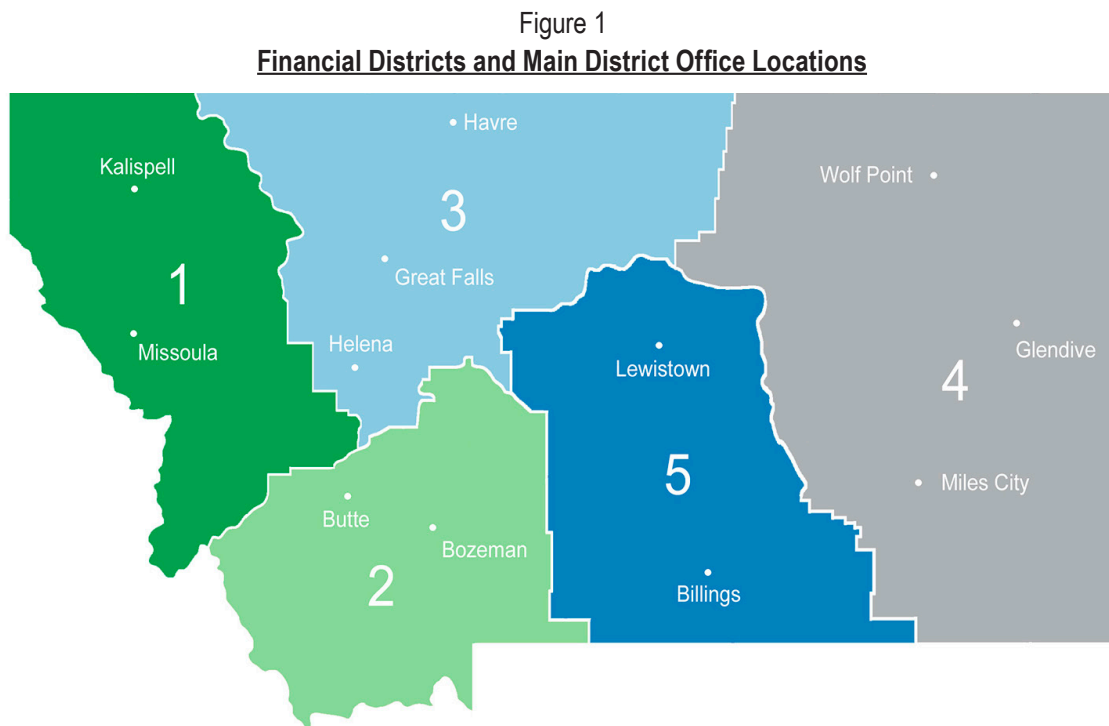 Figure 1
Financial Districts and Main District Office Locations
Havre
Kalispell
Wolf Point
3
Great Falls
1
Glendive
Helena
Missoula
Lewistown
4
5
Miles City
Butte
Bozeman
2
Billings